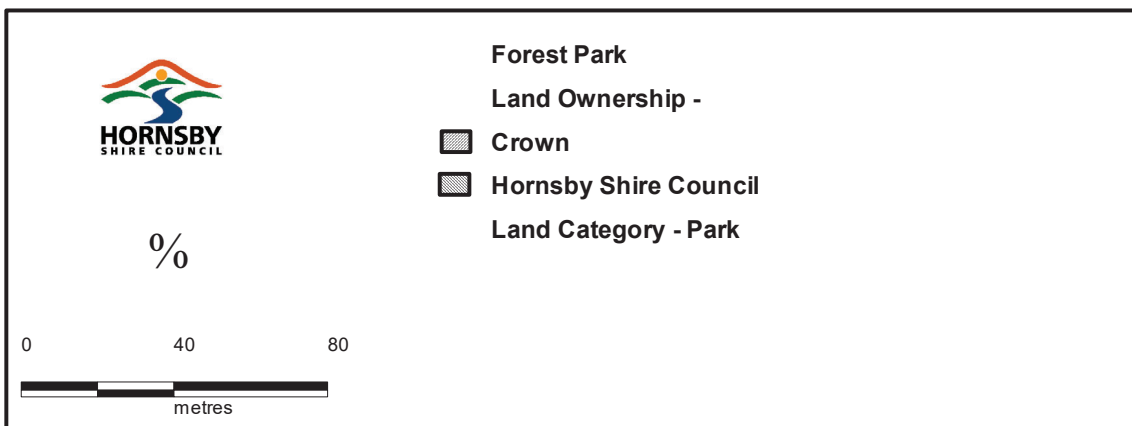 HORNSBY
SHIRE COUNCIL
%
0 40 80
metres
Forest Park
Land Ownership -
Crown
Hornsby Shire Council
Land Category - Park